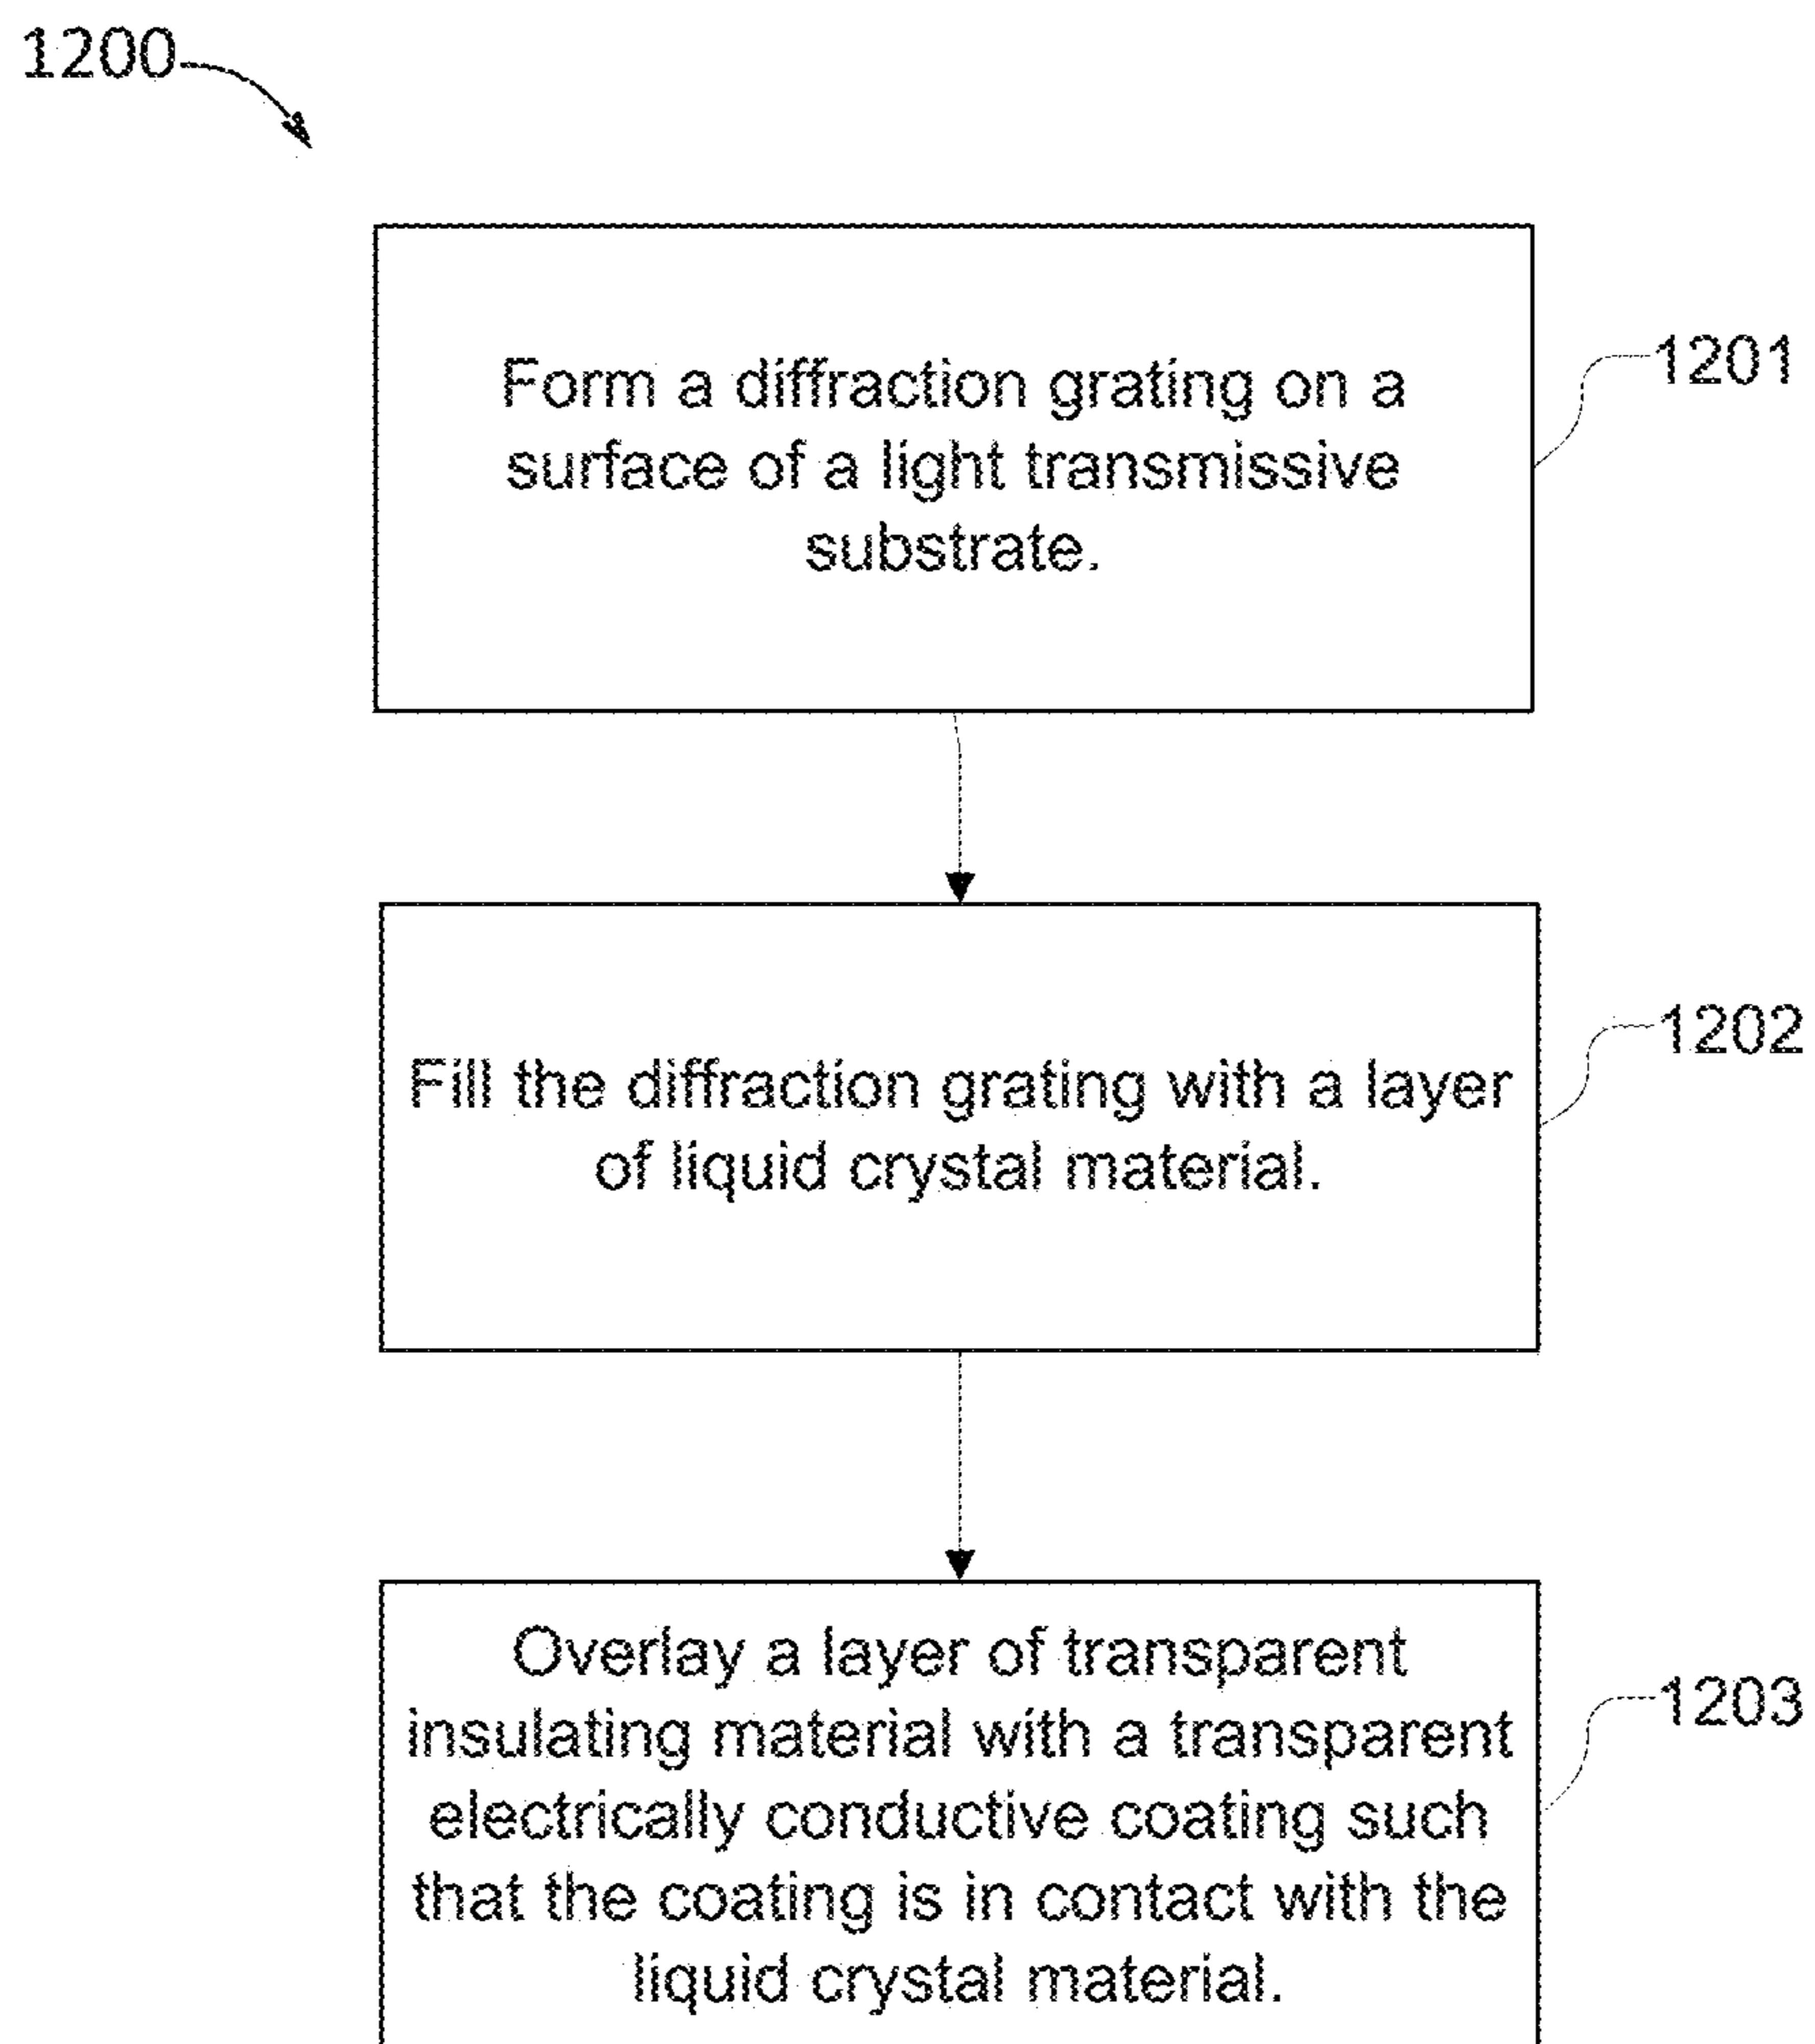 1200
Form a diffraction grating on a
surface of a light transmissive
substrate.
1201
Fill the diffraction grating with a layer
of liquid crystal material.
1202
Overlay a layer of transparent
insulating material with a transparent
electrically conductive coating such
that the coating is in contact with the
liquid crystal material.
1203